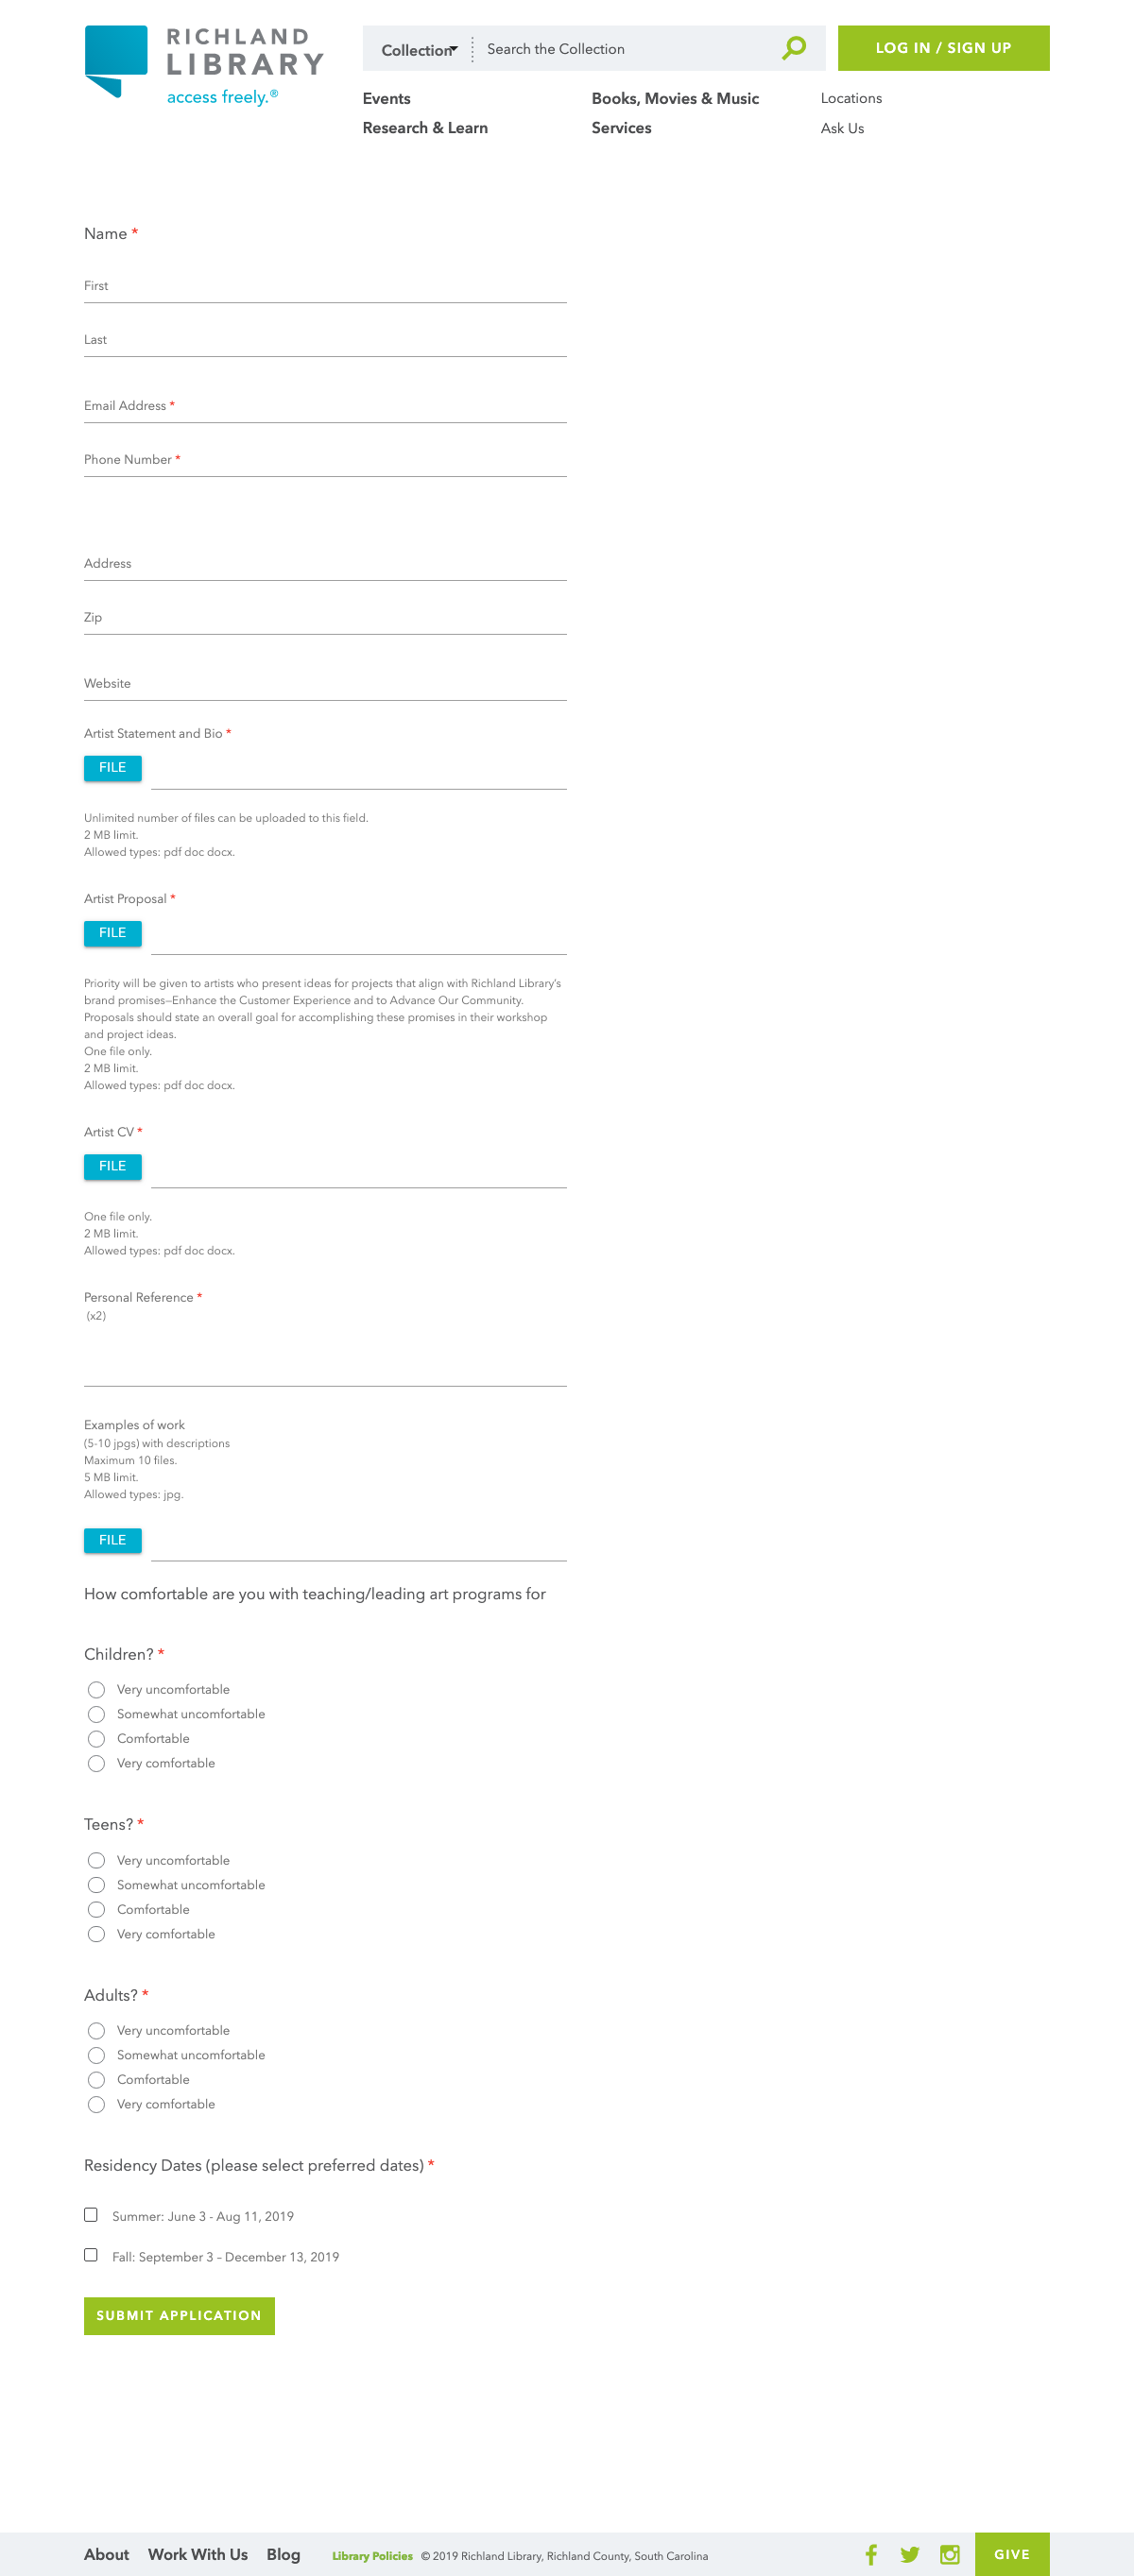 RICHLAND
LIBRARY
access freely.®
Collection
Search the Collection
LOG IN / SIGN UP
Events
Books, Movies & Music
Locations
Research & Learn
Services
Ask Us
Name *
First
Last
Email Address *
Phone Number *
Address
Zip
Website
Artist Statement and Bio *
FILE
Unlimited number of files can be uploaded to this field.
2 MB limit.
Allowed types: pdf doc docx.
Artist Proposal *
FILE
Priority will be given to artists who present ideas for projects that align with Richland Library's
brand promises—Enhance the Customer Experience and to Advance Our Community.
Proposals should state an overall goal for accomplishing these promises in their workshop
and project ideas.
One file only.
2 MB limit.
Allowed types: pdf doc docx.
Artist CV *
FILE
One file only.
2 MB limit.
Allowed types: pdf doc docx.
Personal Reference *
(x2)
Examples of work
(5-10 jpgs) with descriptions
Maximum 10 files.
5 MB limit.
Allowed types: jpg.
FILE
How comfortable are you with teaching/leading art programs for
Children? *
Very uncomfortable
Somewhat uncomfortable
Comfortable
Very comfortable
Teens? *
Very uncomfortable
Somewhat uncomfortable
Comfortable
Very comfortable
Adults? *
Very uncomfortable
Somewhat uncomfortable
Comfortable
Very comfortable
Residency Dates (please select preferred dates) *
Summer: June 3 - Aug 11, 2019
Fall: September 3 – December 13, 2019
SUBMIT APPLICATION
About Work With Us Blog Library Policies © 2019 Richland Library, Richland County, South Carolina
GIVE